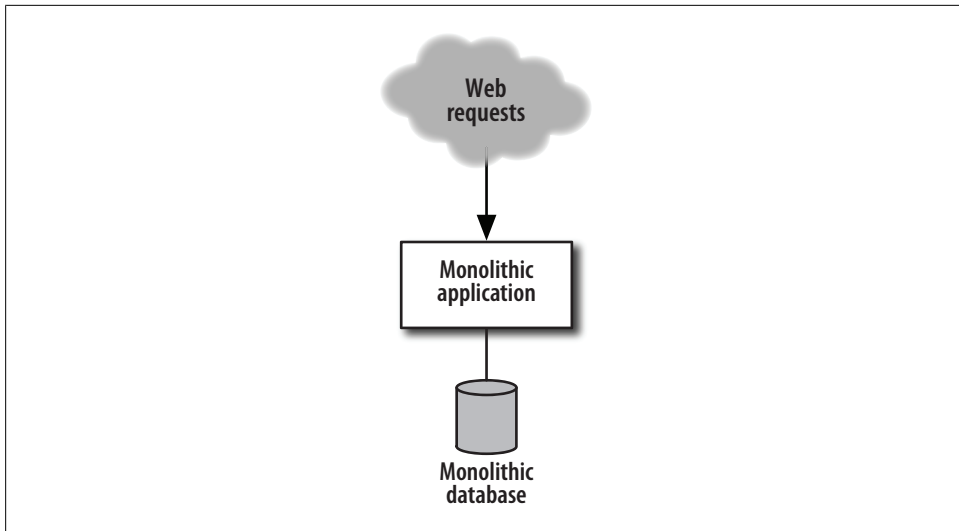 Web
requests
Monolithic
application
Monolithic
database